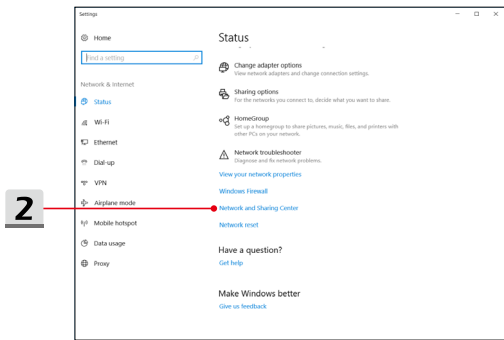 Settings
Home
Find a setting
Network & Internet
Status
Wi-Fi
Ethernet
Dial-up
VPN
Airplane mode
Mobile hotspot
Data usage
Proxy
2
Status
Change adapter options
View network adapters and change connection settings.
Sharing options
For the networks you connect to, decide what you want to share.
HomeGroup
Set up a homegroup to share pictures, music, files, and printers with
other PCs on your network.
Network troubleshooter
Diagnose and fix network problems.
View your network properties
Windows Firewall
Network and Sharing Center
Network reset
Have a question?
Get help
Make Windows better
Give us feedback